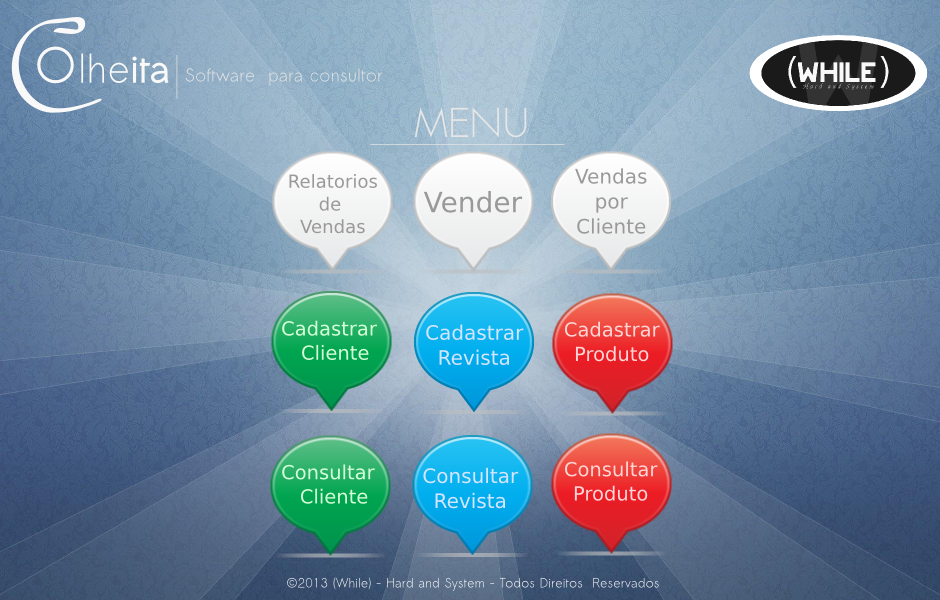 Colheita Software para consultor
(WHILE)
Hard and System
MENU
Relatorios
de
Vendas
Vender
Vendas
por
Cliente
Cadastrar
Cliente
Cadastrar
Revista
Cadastrar
Produto
Consultar
Cliente
Consultar
Revista
Consultar
Produto
©2013 (While) - Hard and System - Todos Direitos Reservados